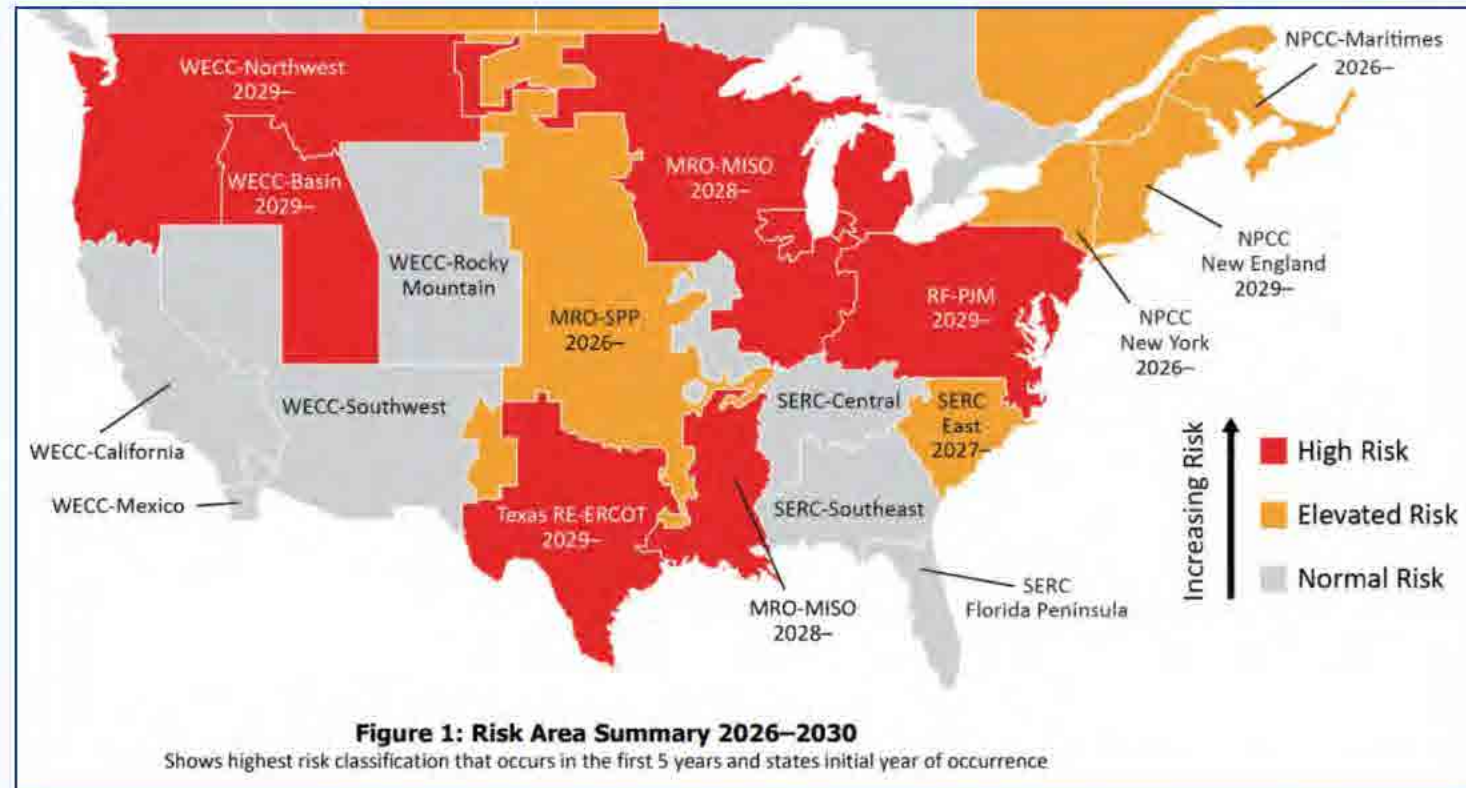 WECC-Northwest
2029–
WECC-Basin
2029–
WECC-Rocky
Mountain
MRO-MISO
2028–
NPCC-Maritimes
2026–
NPCC
New England
2029–
NPCC
New York
2026–
RF-PJM
2029–
MRO-SPP
2026–
WECC-Southwest
WECC-California
WECC-Mexico
SERC-Central
SERC
East
2027–
Texas RE-ERCOT
2029–
SERC-Southeast
MRO-MISO
2028–
SERC
Florida Peninsula
Increasing Risk
High Risk
Elevated Risk
Normal Risk
Figure 1: Risk Area Summary 2026–2030
Shows highest risk classification that occurs in the first 5 years and states initial year of occurrence